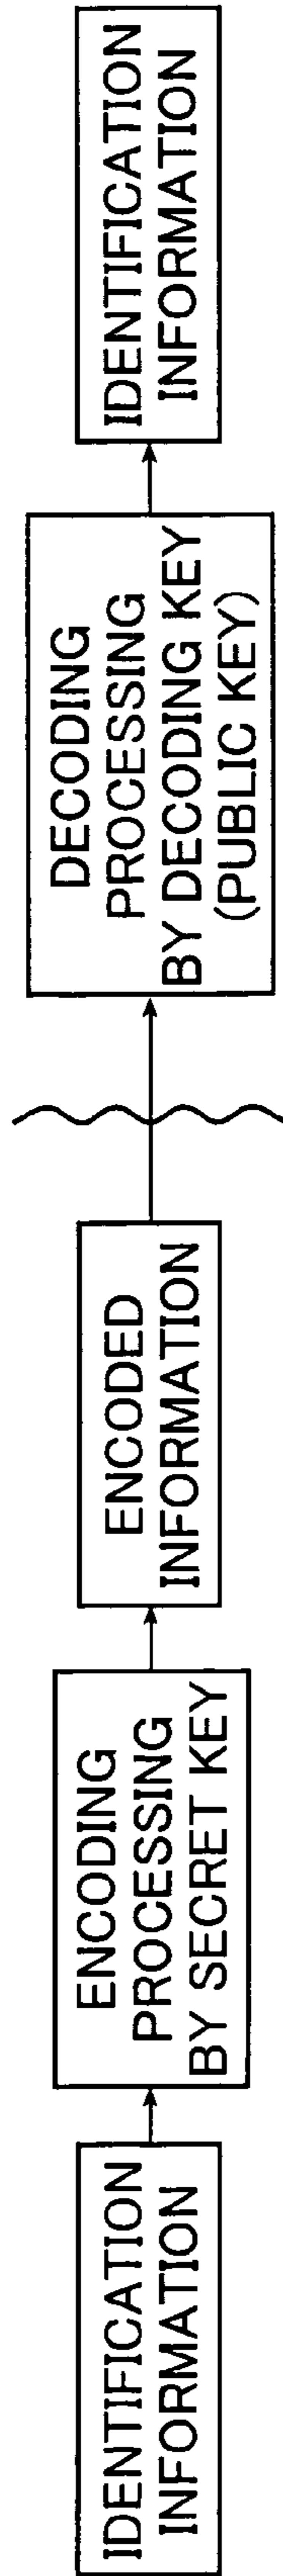 IDENTIFICATION
INFORMATION
ENCODING
PROCESSING
BY SECRET KEY
ENCODED
INFORMATION
DECODING
PROCESSING
BY DECODING KEY
(PUBLIC KEY)
IDENTIFICATION
INFORMATION